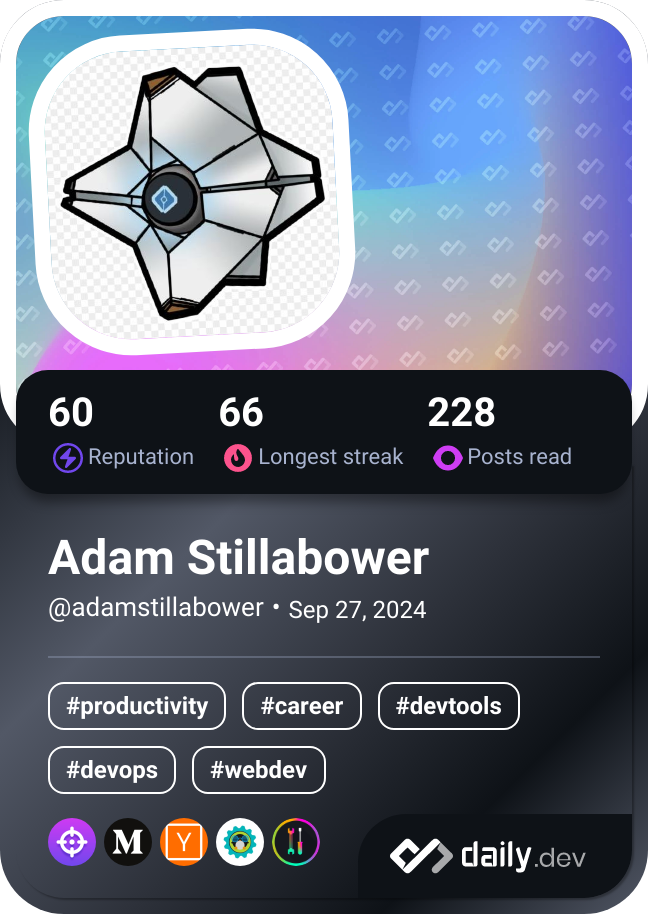 60 66 228
Reputation Longest streak Posts read
Adam Stillabower
@adamstillabower • Sep 27, 2024
#productivity #career #devtools
#devops #webdev
M Y
daily.dev